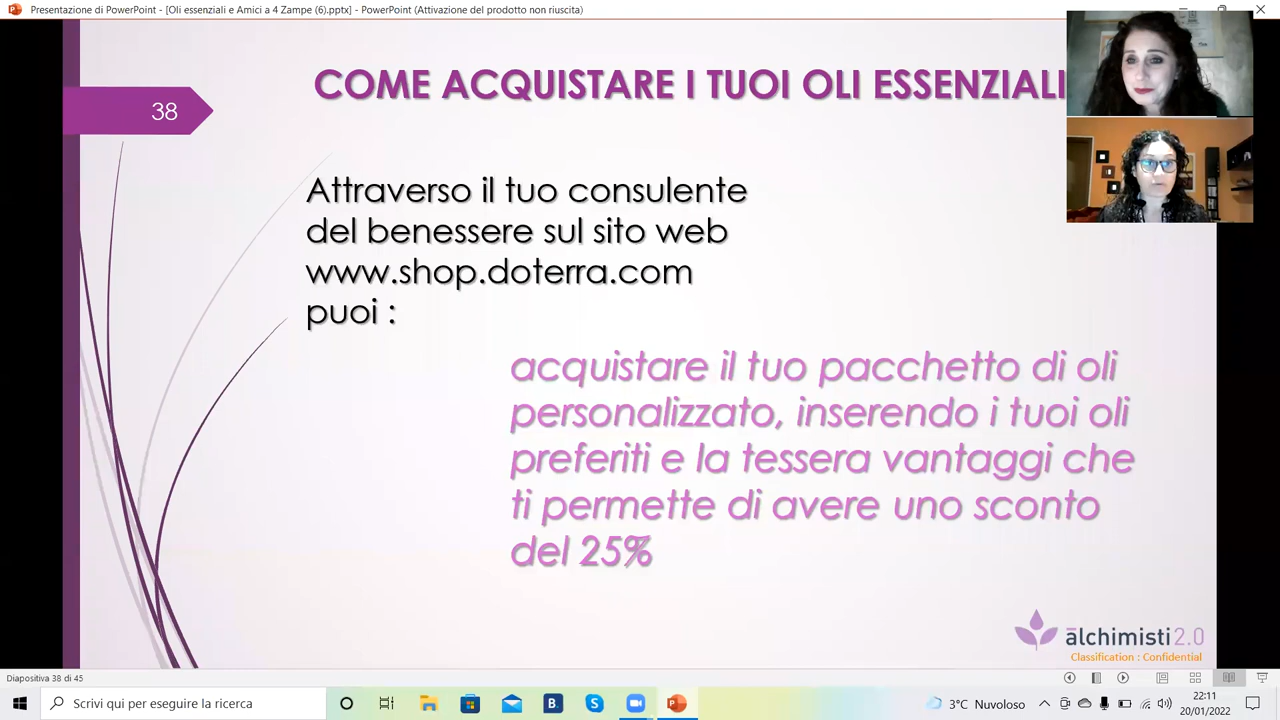 Presentazione di PowerPoint - [Oli essenziali e Amici a 4 Zampe (6).pptx] - PowerPoint (Attivazione del prodotto non riuscita)
38
COME ACQUISTARE I TUOI OLI ESSENZIALI
Attraverso il tuo consulente
del benessere sul sito web
www.shop.doterra.com
puoi :
acquistare il tuo pacchetto di oli
personalizzato, inserendo i tuoi oli
preferiti e la tessera vantaggi che
ti permette di avere uno sconto
del 25%
ālchimisti2.0
Classification : Confidential
Diapositiva 38 di 45
Scrivi qui per eseguire la ricerca
B.
3°C Nuvoloso
22:11
20/01/2022